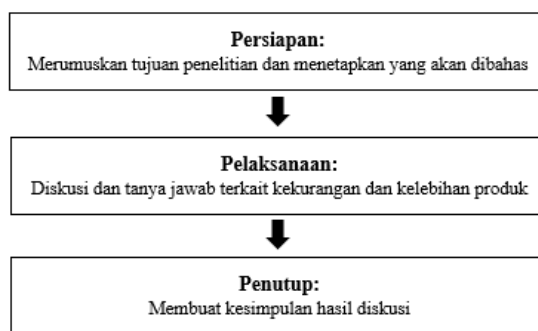 Persiapan:
Merumuskan tujuan penelitian dan menetapkan yang akan dibahas
Pelaksanaan:
Diskusi dan tanya jawab terkait kekurangan dan kelebihan produk
Penutup:
Membuat kesimpulan hasil diskusi